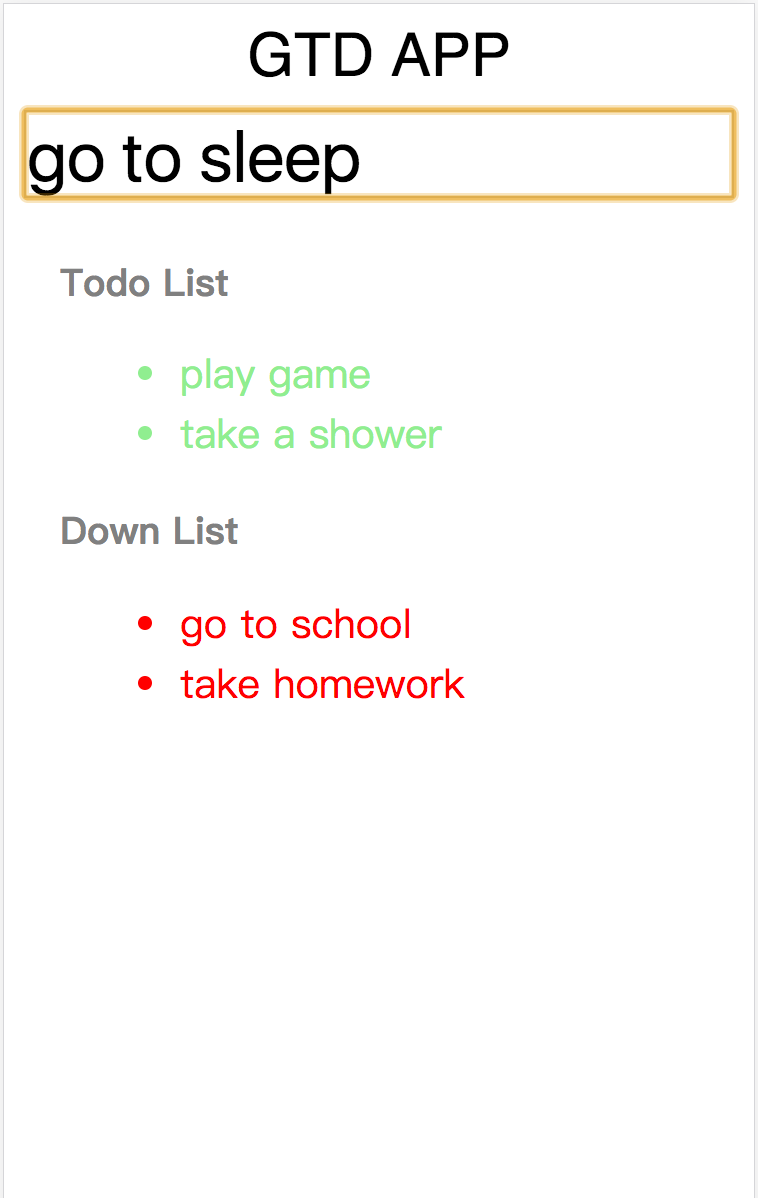 GTD APP
go to sleep
Todo List
play game
take a shower
Down List
go to school
take homework